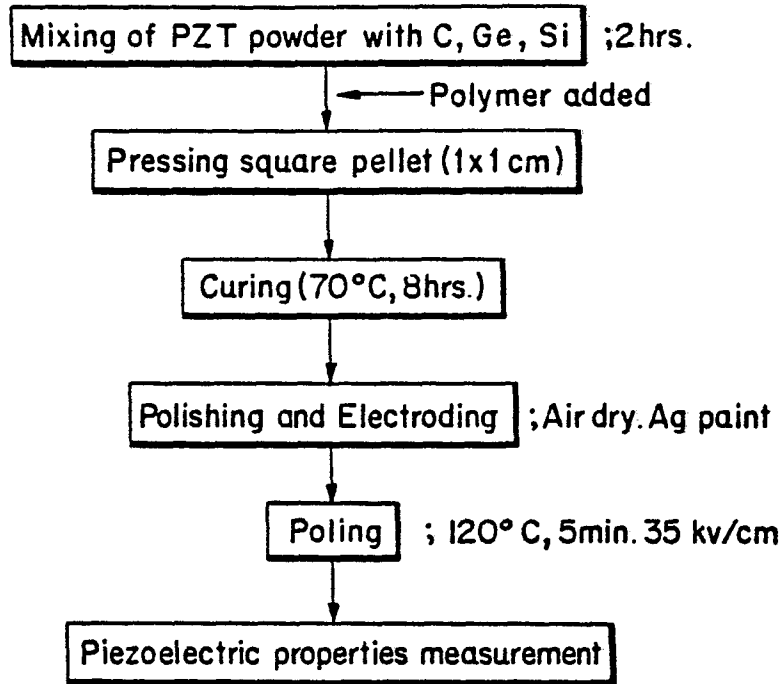 Mixing of PZT powder with C, Ge, Si ;2hrs.
Polymer added
Pressing square pellet (1x1 cm)
Curing (70°C, 8hrs.)
Polishing and Electroding ;Air dry. Ag paint
Poling ; 120° C, 5min. 35 kv/cm
Piezoelectric properties measurement